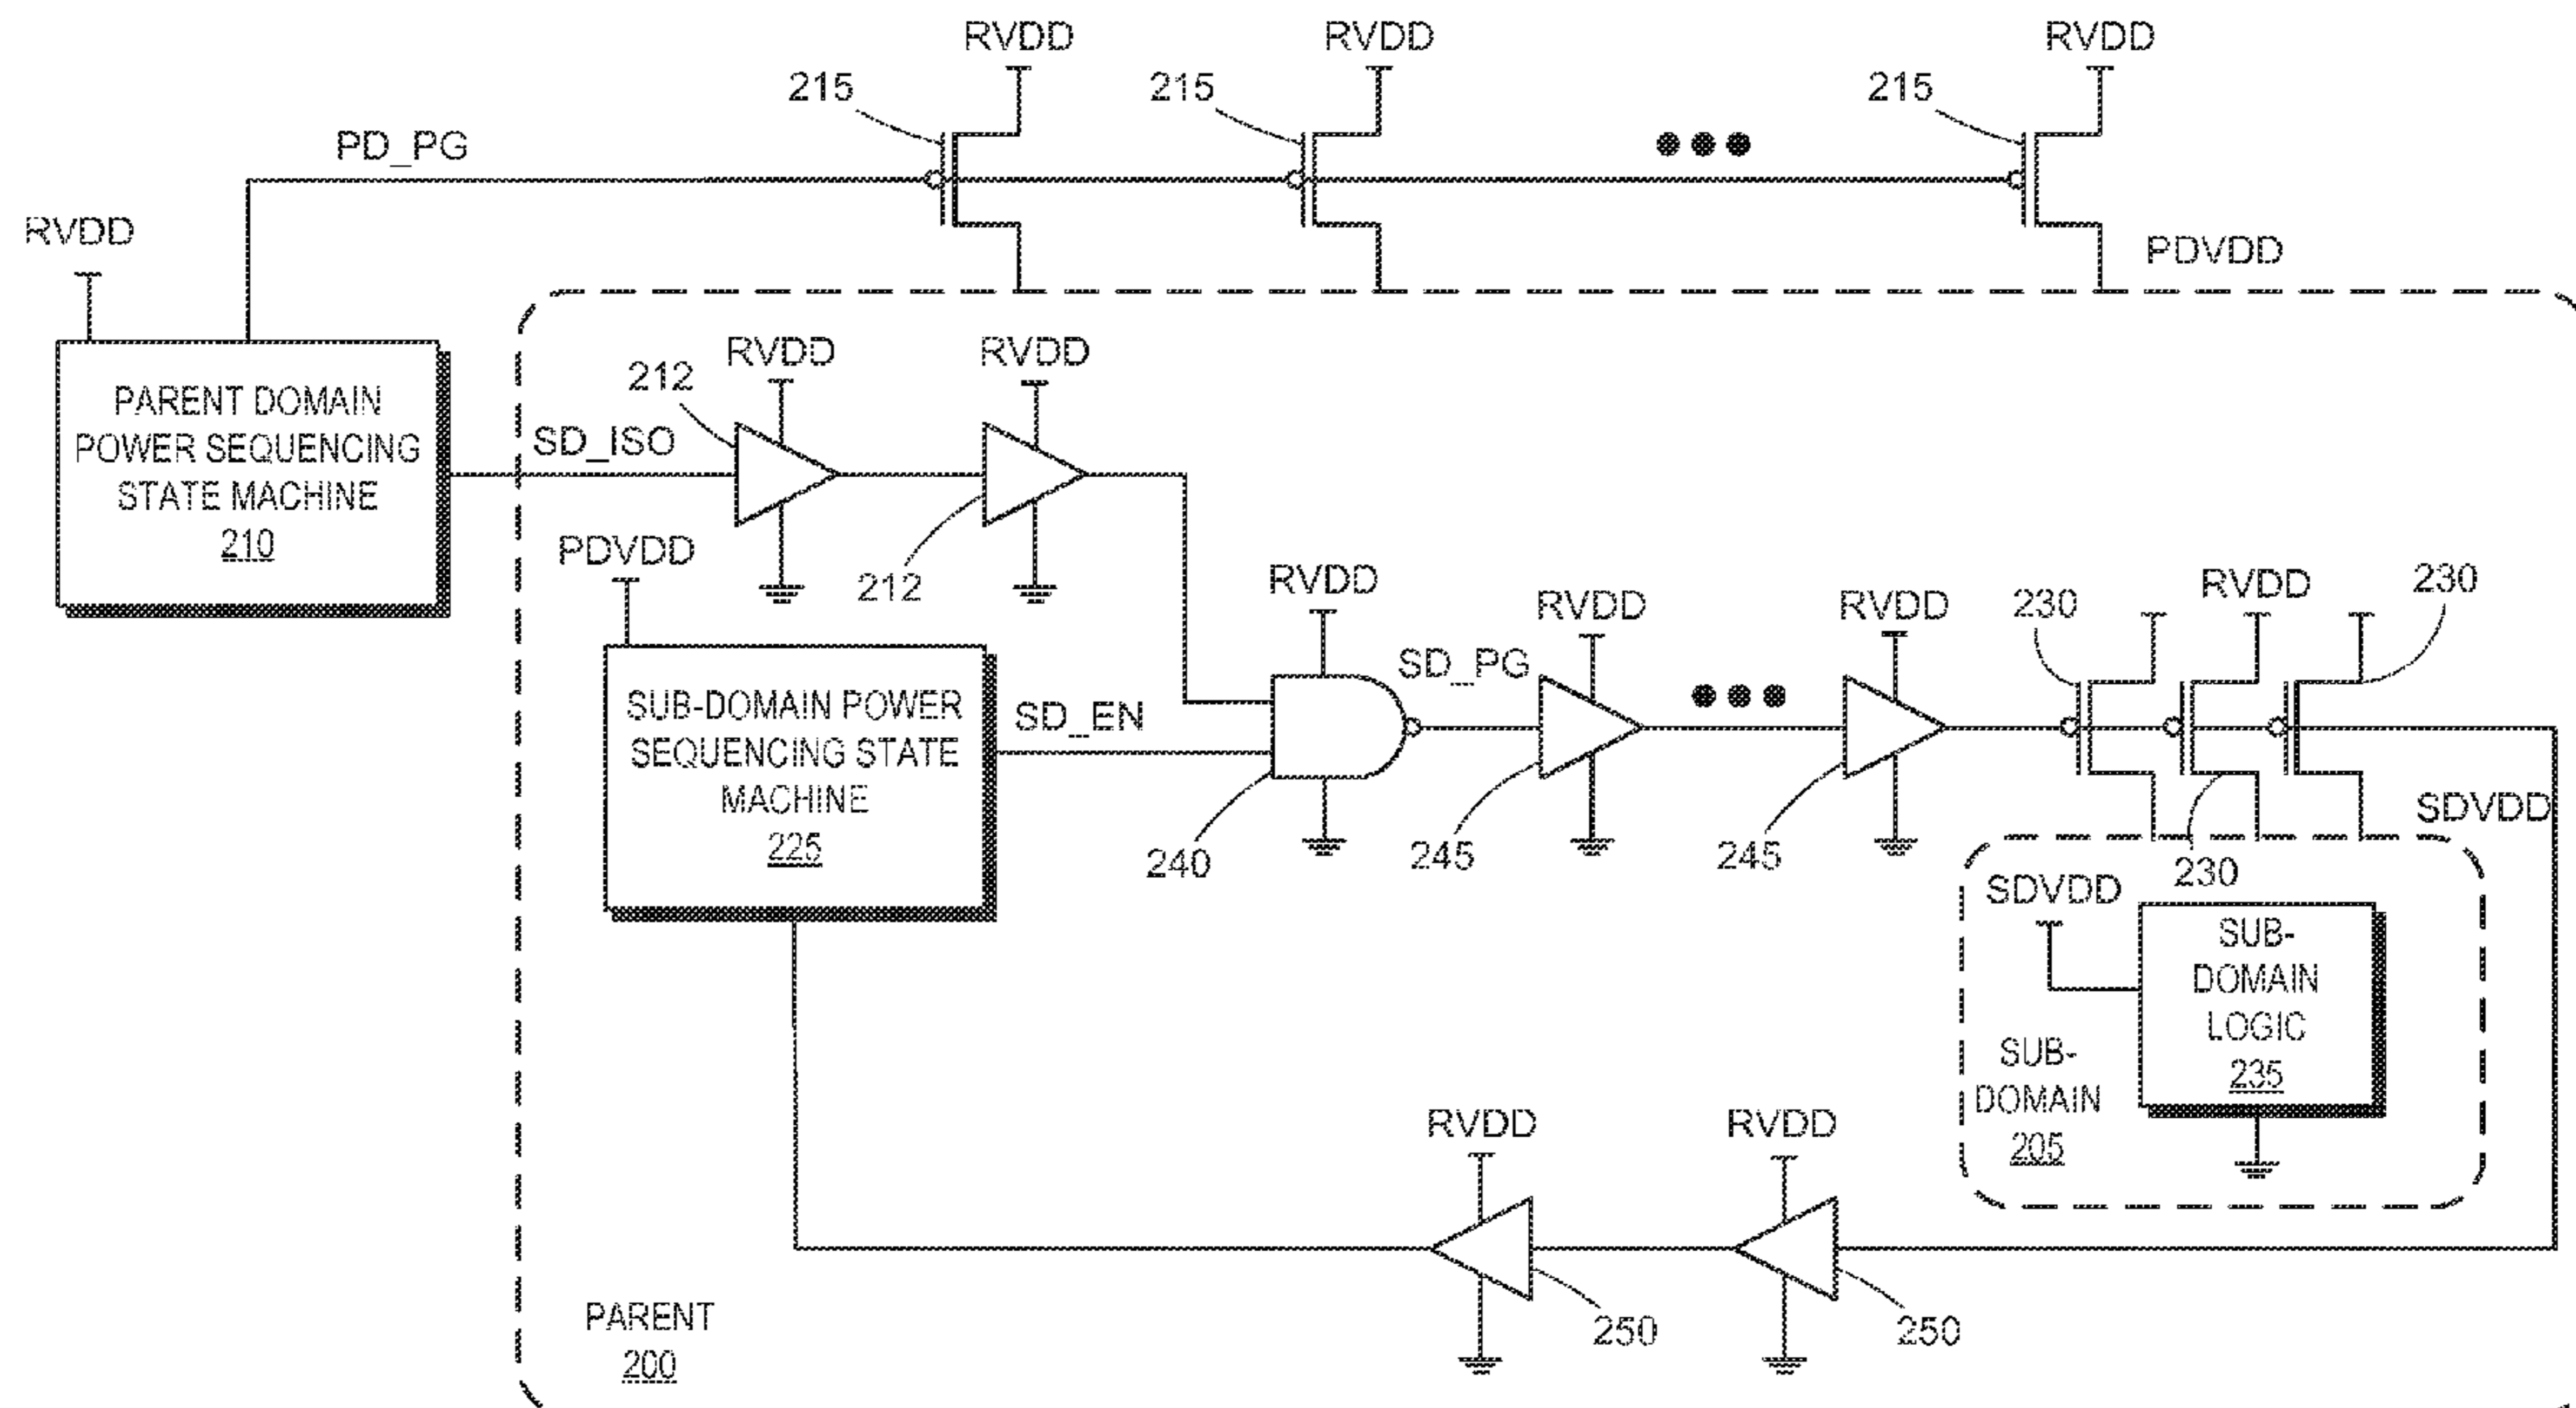 RVDD
RVDD
RVDD
215
215
215
PD_PG
RVDD
PDVDD
PARENT DOMAIN
POWER SEQUENCING
STATE MACHINE
210
SD_ISO
212
RVDD
RVDD
212
PDVDD
SUB-DOMAIN POWER
SEQUENCING STATE
MACHINE
225
SD_EN
RVDD
240
SD_PG
RVDD
245
RVDD
245
230
RVDD
230
230
SDVDD
SDVDD
SUB-
DOMAIN
LOGIC
235
SUB-
DOMAIN
205
RVDD
RVDD
250
250
PARENT
200